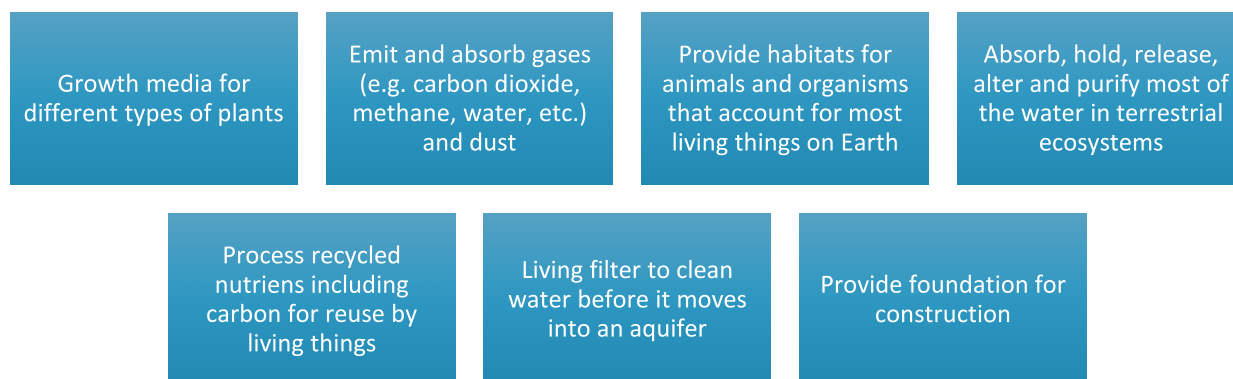 Growth media for
different types of plants
Emit and absorb gases
(e.g. carbon dioxide,
methane, water, etc.)
and dust
Provide habitats for
animals and organisms
that account for most
living things on Earth
Absorb, hold, release,
alter and purify most of
the water in terrestrial
ecosystems
Process recycled
nutriens including
carbon for reuse by
living things
Living filter to clean
water before it moves
into an aquifer
Provide foundation for
construction